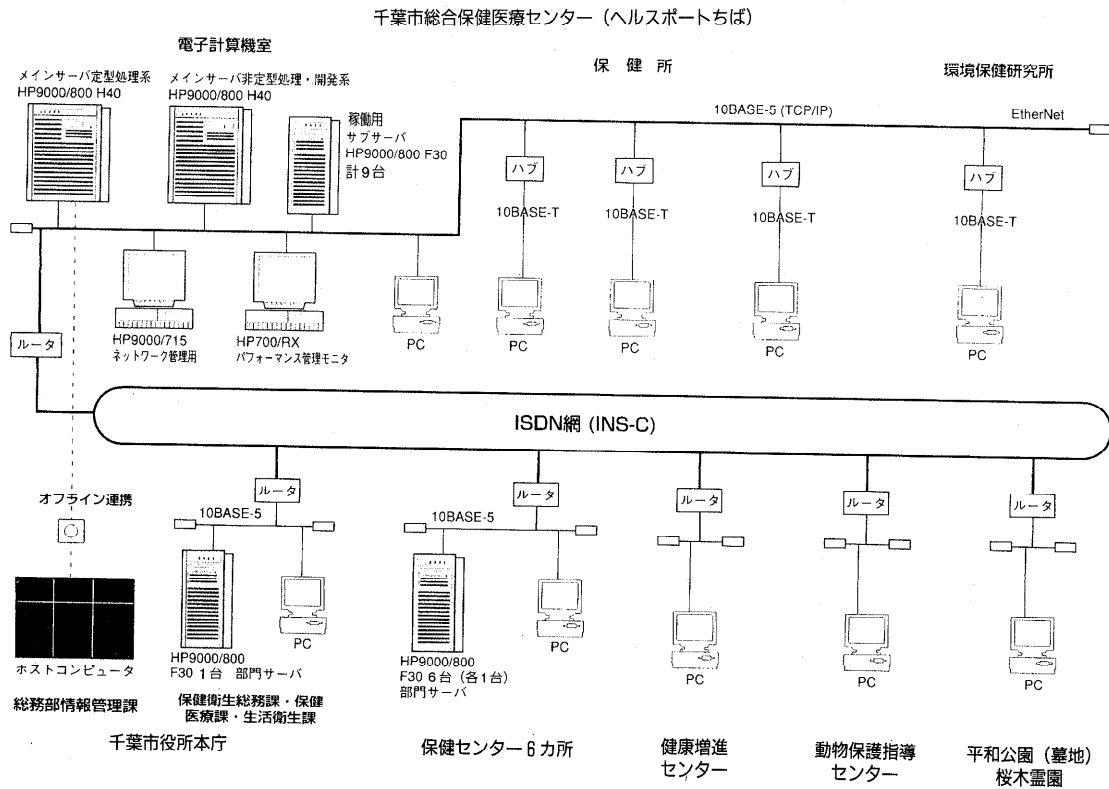 千葉市総合保健医療センター（ヘルスポートちば）
電子計算機室
保　健　所
環境保健研究所
メインサーバ定型処理系
HP9000/800 H40
メインサーバ非定型処理・開発系
HP9000/800 H40
稼働用
サブサーバ
HP9000/800 F30
計9台
10BASE-5 (TCP/IP)
EtherNet
ハブ
ハブ
ハブ
ハブ
10BASE-T
10BASE-T
10BASE-T
10BASE-T
ルータ
HP9000/715
ネットワーク管理用
HP700/RX
パフォーマンス管理モニタ
PC
PC
PC
PC
PC
ISDN網 (INS-C)
オフライン連携
ルータ
ルータ
ルータ
ルータ
ルータ
10BASE-5
10BASE-5
ホストコンピュータ
HP9000/800
F30 1台　部門サーバ
PC
HP9000/800
F30 6台（各1台）
部門サーバ
PC
PC
PC
PC
総務部情報管理課
保健衛生総務課・保健
医療課・生活衛生課
千葉市役所本庁
保健センター6カ所
健康増進
センター
動物保護指導
センター
平和公園（墓地）
桜木霊園